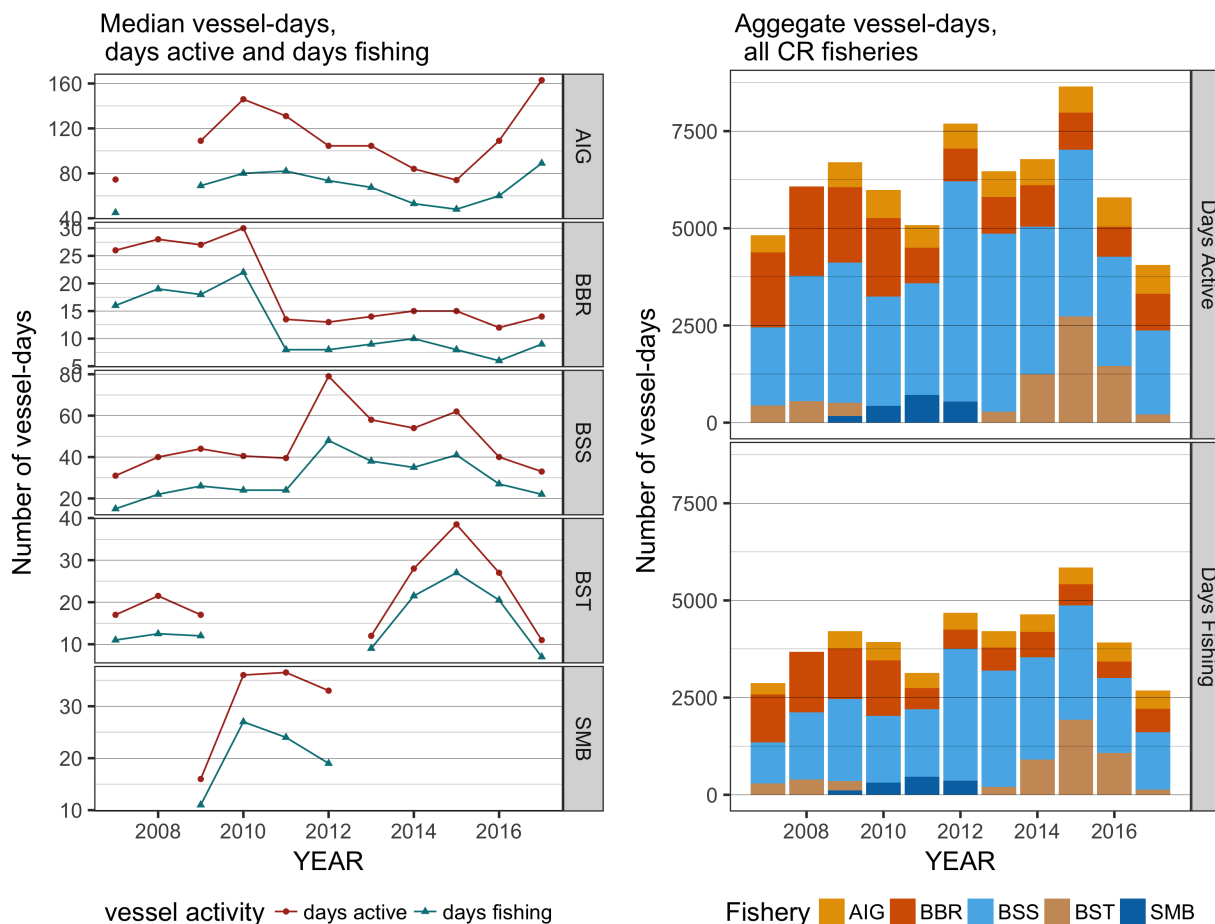 Median vessel-days,
days active and days fishing
Number of vessel-days
160
120
80
40
AIG
30
25
20
15
10
5
BBR
80
60
40
20
BSS
40
30
20
10
BST
30
20
10
SMB
2008 2010 2012 2014 2016
YEAR
vessel activity days active days fishing
Aggregate vessel-days,
all CR fisheries
Number of vessel-days
7500
5000
2500
0
Days Active
7500
5000
2500
0
Days Fishing
2008 2010 2012 2014 2016
YEAR
Fishery AIG BBR BSS BST SMB